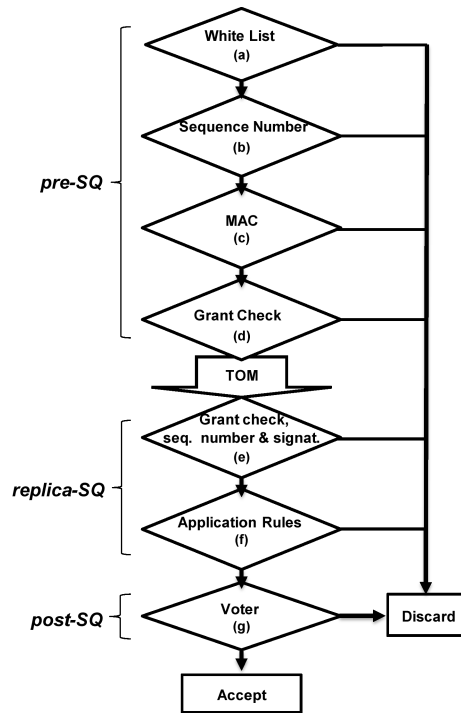 White List
(a)
Sequence Number
(b)
pre-SQ
MAC
(c)
Grant Check
(d)
TOM
Grant check,
seq. number & signat.
(e)
replica-SQ
Application Rules
(f)
post-SQ
Voter
(g)
Discard
Accept